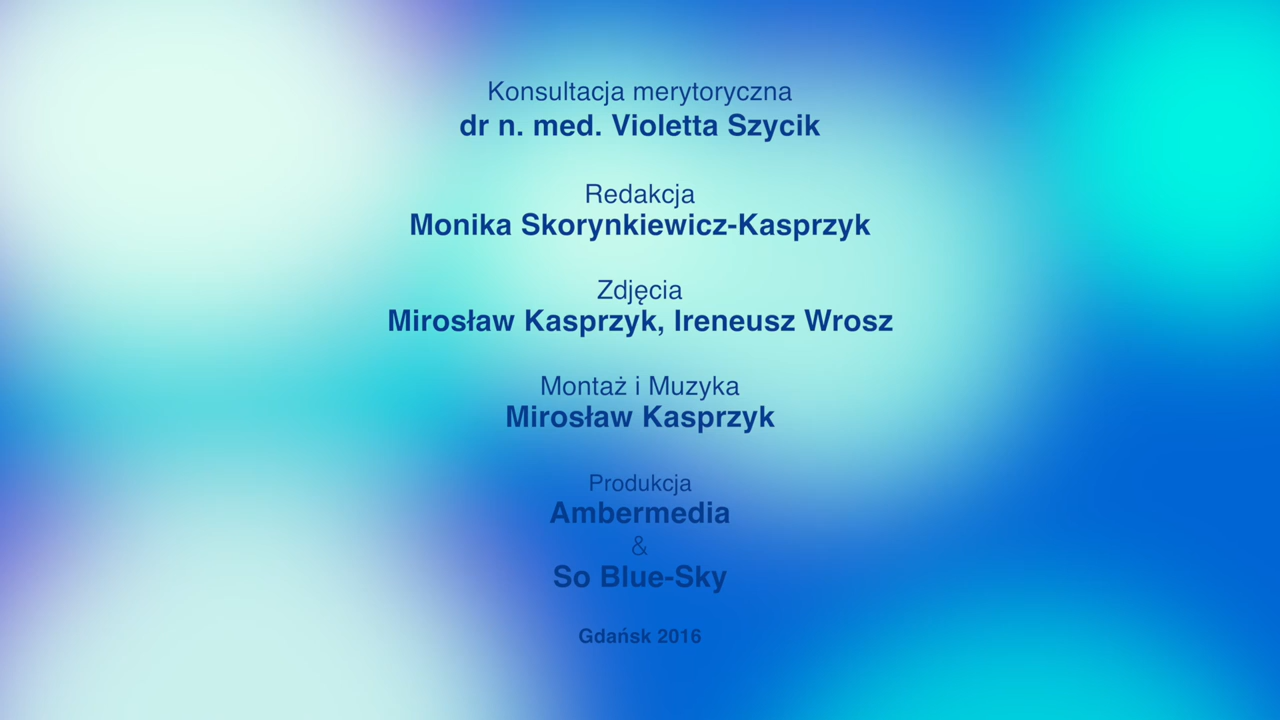 Konsultacja merytoryczna
dr n. med. Violetta Szycik
Redakcja
Monika Skorynkiewicz-Kasprzyk
Zdjęcia
Mirosław Kasprzyk, Ireneusz Wrosz
Montaż i Muzyka
Mirosław Kasprzyk
Produkcja
Ambermedia
&
So Blue-Sky
Gdańsk 2016